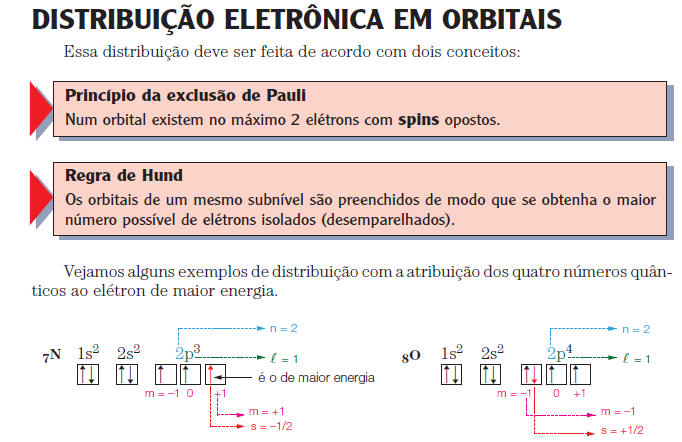 DISTRIBUIÇÃO ELETRÔNICA EM ORBITAIS
Essa distribuição deve ser feita de acordo com dois conceitos:
Princípio da exclusão de Pauli
Num orbital existem no máximo 2 elétrons com spins opostos.
Regra de Hund
Os orbitais de um mesmo subnível são preenchidos de modo que se obtenha o maior
número possível de elétrons isolados (desemparelhados).
Vejamos alguns exemplos de distribuição com a atribuição dos quatro números quân-
ticos ao elétron de maior energia.
n = 2
₇N 1s² 2s² 2p³ ℓ = 1
é o de maior energia
m = −1 0 +1
m = +1
s = −1/2
n = 2
₈O 1s² 2s² 2p⁴ ℓ = 1
m = −1 0 +1
m = −1
s = +1/2